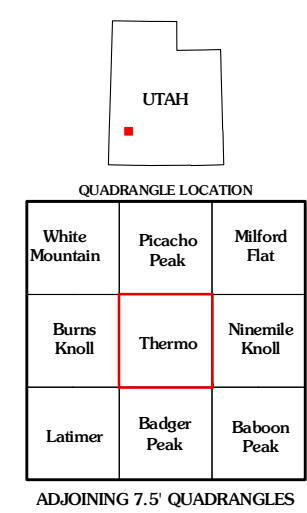 UTAH
QUADRANGLE LOCATION
White
Mountain
Picacho
Peak
Milford
Flat
Burns
Knoll
Thermo
Ninemile
Knoll
Latimer
Badger
Peak
Baboon
Peak
ADJOINING 7.5' QUADRANGLES